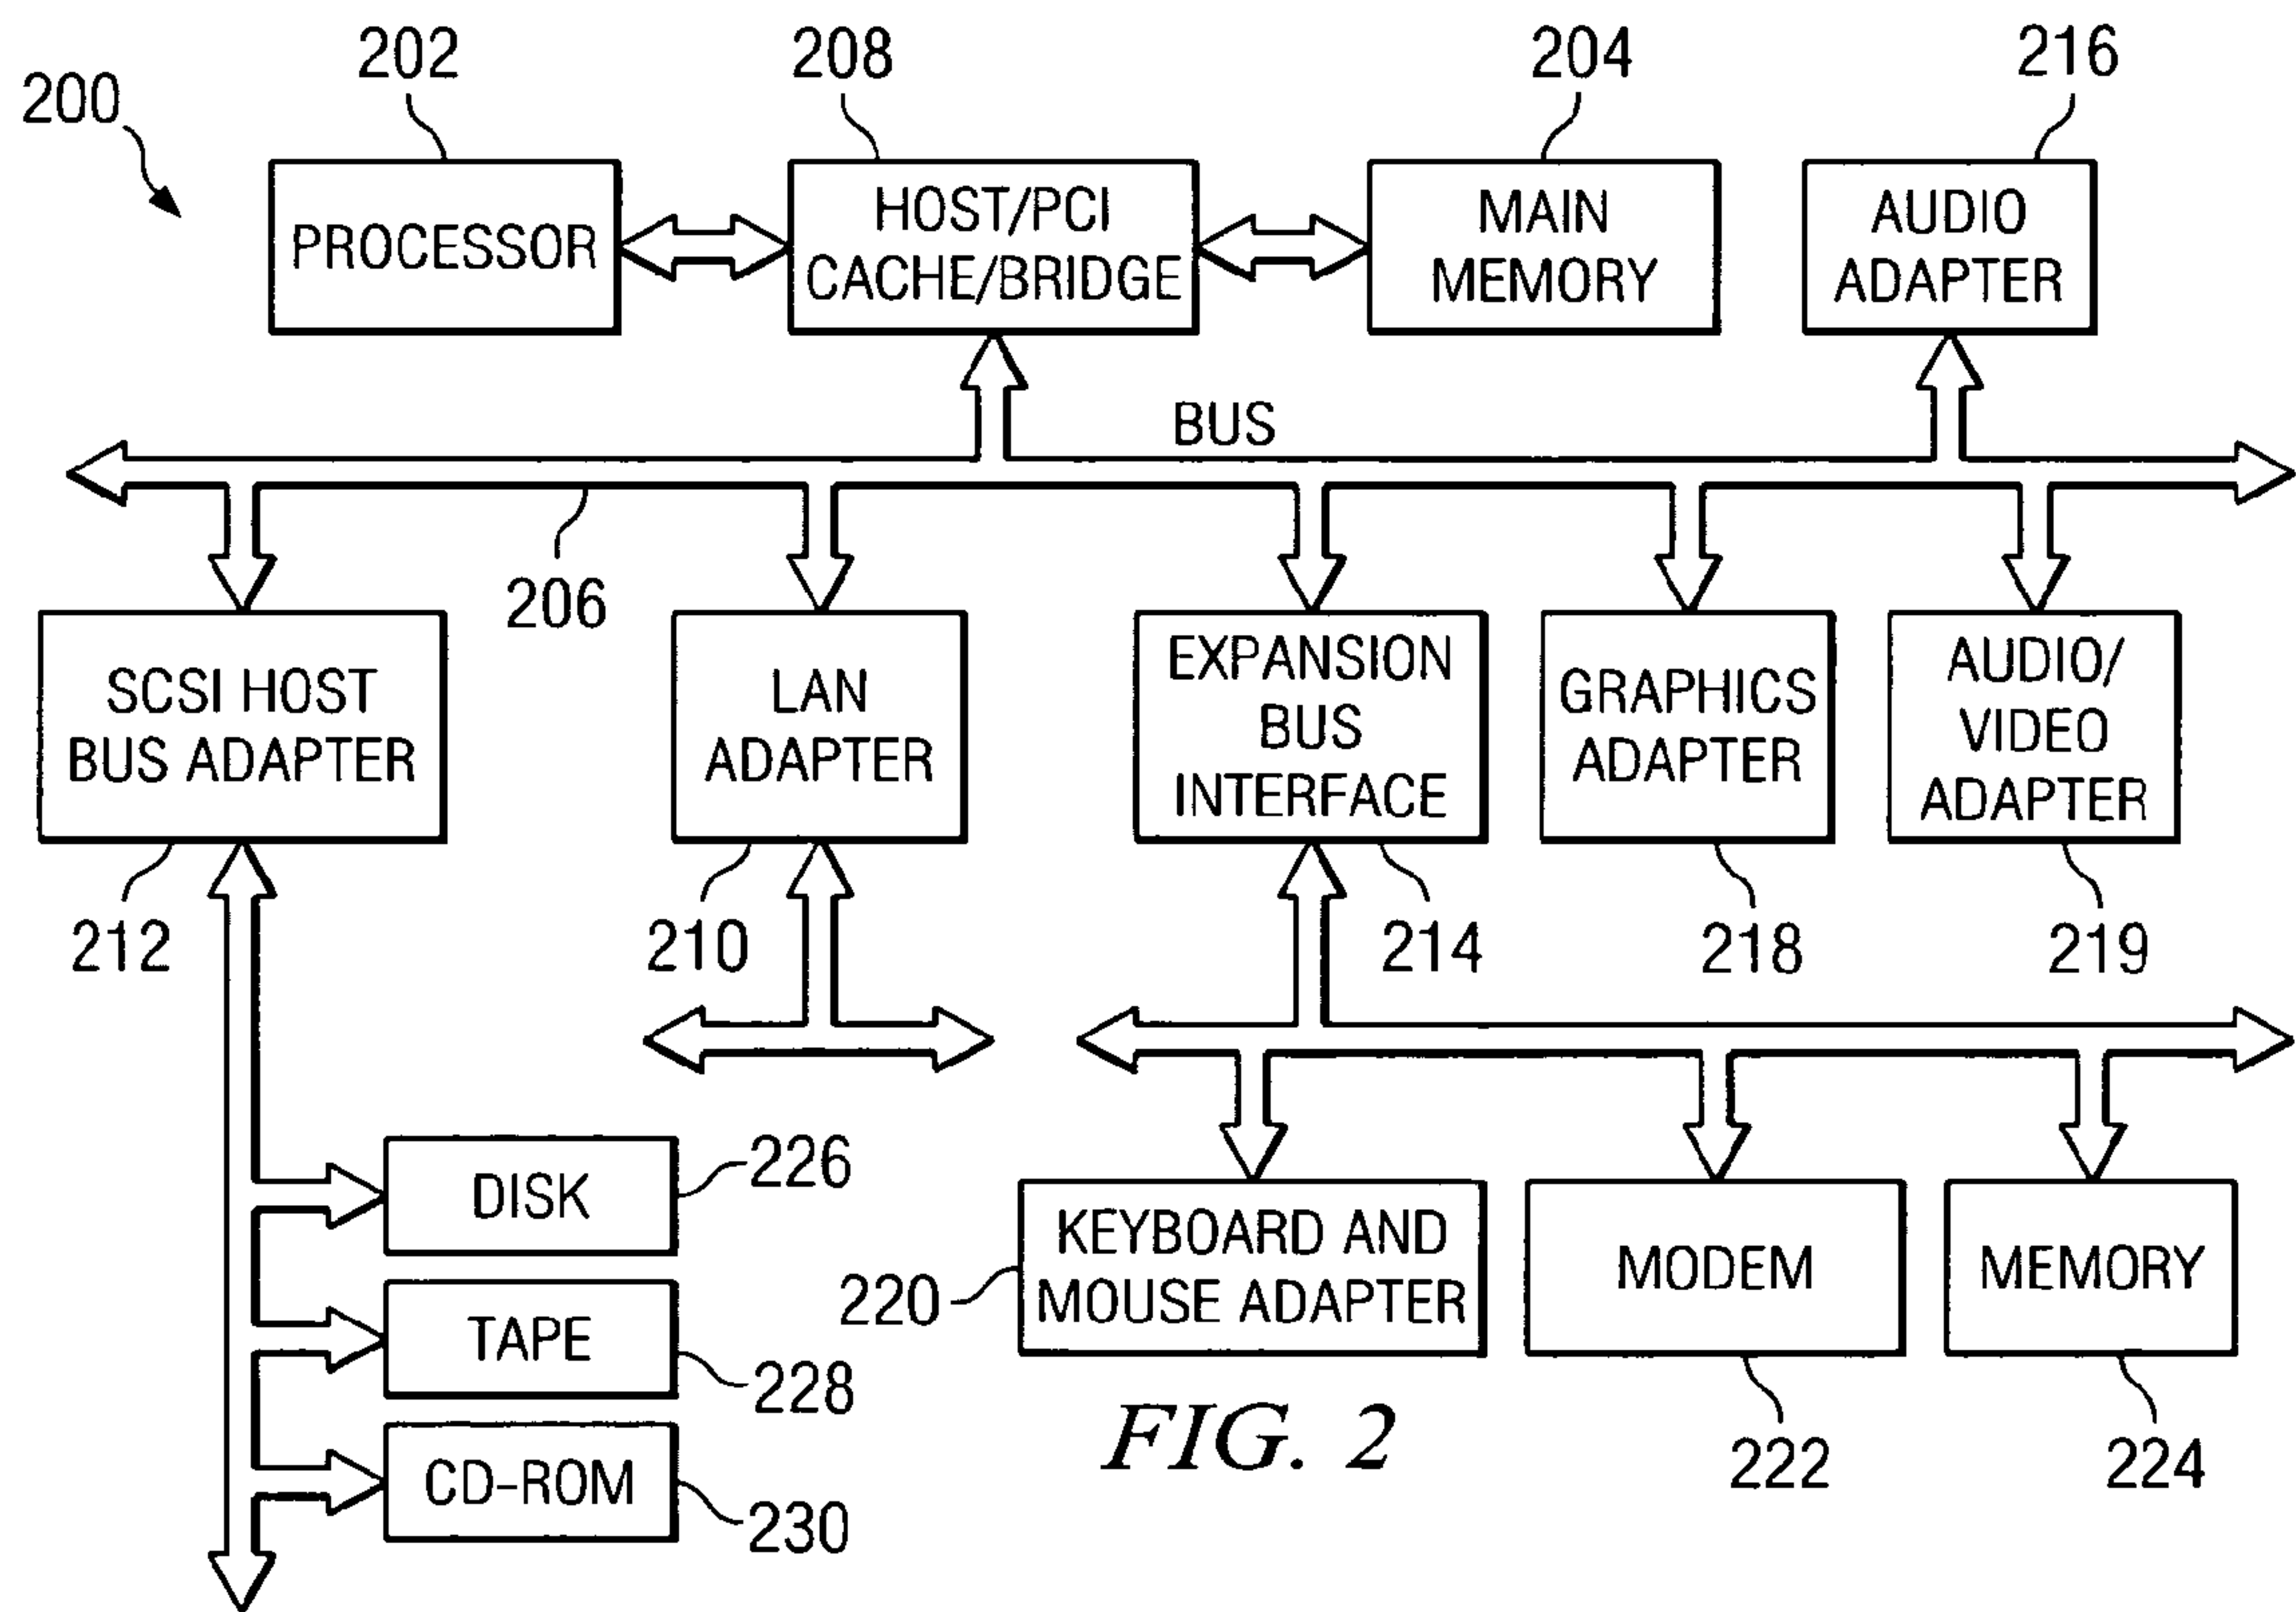 200
202
208
204
216
PROCESSOR
HOST/PCI
CACHE/BRIDGE
MAIN
MEMORY
AUDIO
ADAPTER
BUS
206
SCSI HOST
BUS ADAPTER
LAN
ADAPTER
EXPANSION
BUS
INTERFACE
GRAPHICS
ADAPTER
AUDIO/
VIDEO
ADAPTER
212
210
214
218
219
DISK
226
TAPE
228
CD-ROM
230
220
KEYBOARD AND
MOUSE ADAPTER
MODEM
MEMORY
222
224
FIG. 2